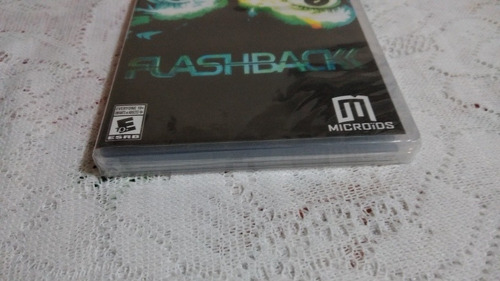 FLASHBACK
EVERYONE 10+
E
ESRB
M
MICROIDS